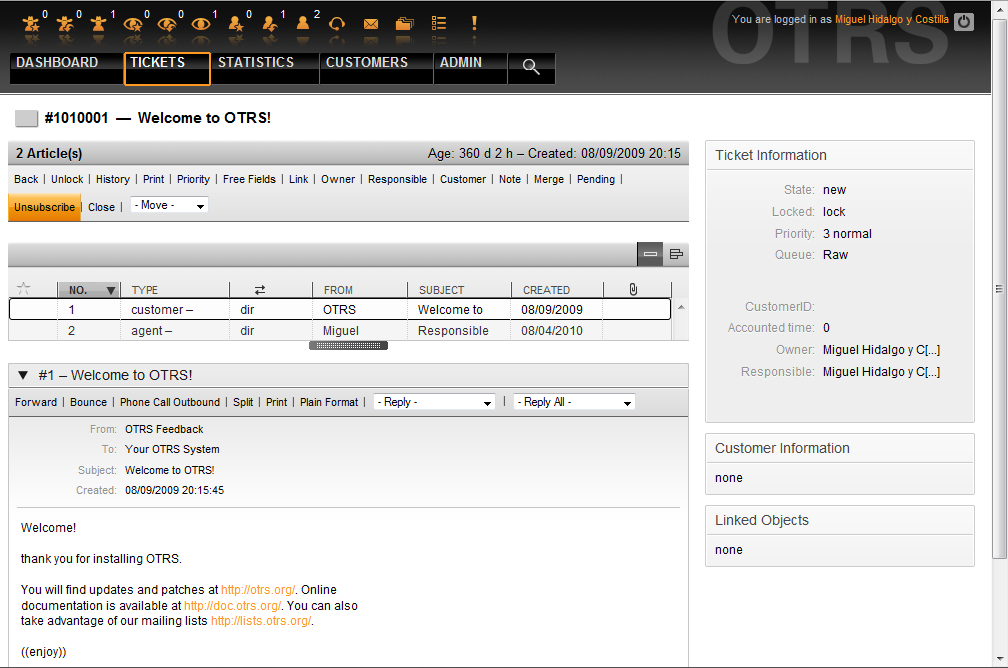 0 0 1 0 0 1 0 1 2
You are logged in as Miguel Hidalgo y Costilla
OTRS
DASHBOARD TICKETS STATISTICS CUSTOMERS ADMIN
#1010001 — Welcome to OTRS!
2 Article(s) Age: 360 d 2 h – Created: 08/09/2009 20:15
Back | Unlock | History | Print | Priority | Free Fields | Link | Owner | Responsible | Customer | Note | Merge | Pending |
Unsubscribe | Close | - Move -
NO. TYPE FROM SUBJECT CREATED
1 customer – dir OTRS Welcome to 08/09/2009
2 agent – dir Miguel Responsible 08/04/2010
#1 – Welcome to OTRS!
Forward | Bounce | Phone Call Outbound | Split | Print | Plain Format | - Reply - | - Reply All -
From: OTRS Feedback
To: Your OTRS System
Subject: Welcome to OTRS!
Created: 08/09/2009 20:15:45
Welcome!
thank you for installing OTRS.
You will find updates and patches at http://otrs.org/. Online
documentation is available at http://doc.otrs.org/. You can also
take advantage of our mailing lists http://lists.otrs.org/.
((enjoy))
Ticket Information
State: new
Locked: lock
Priority: 3 normal
Queue: Raw
CustomerID:
Accounted time: 0
Owner: Miguel Hidalgo y C[...]
Responsible: Miguel Hidalgo y C[...]
Customer Information
none
Linked Objects
none